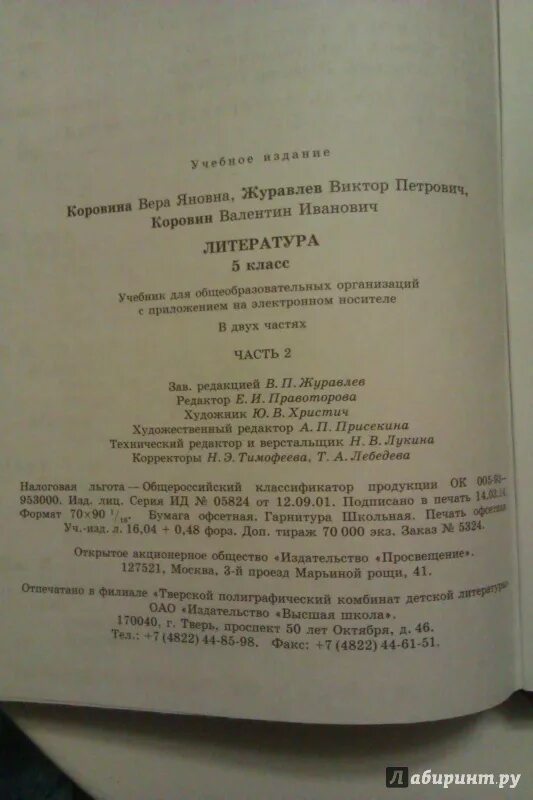 Учебное издание
Коровина Вера Яновна, Журавлев Виктор Петрович,
Коровин Валентин Иванович
ЛИТЕРАТУРА
5 класс
Учебник для общеобразовательных организаций
с приложением на электронном носителе
В двух частях
ЧАСТЬ 2
Зав. редакцией В. П. Журавлев
Редактор Е. И. Правоторова
Художник Ю. В. Христич
Художественный редактор А. П. Присекина
Технический редактор и верстальщик Н. В. Лукина
Корректоры Н. Э. Тимофеева, Т. А. Лебедева
Налоговая льгота — Общероссийский классификатор продукции ОК 005-93—
953000. Изд. лиц. Серия ИД № 05824 от 12.09.01. Подписано в печать 14.02.14.
Формат 70×90 1/16. Бумага офсетная. Гарнитура Школьная. Печать офсетная
Уч.-изд. л. 16,04 + 0,48 форз. Доп. тираж 70 000 экз. Заказ № 5324.
Открытое акционерное общество «Издательство «Просвещение».
127521, Москва, 3-й проезд Марьиной рощи, 41.
Отпечатано в филиале «Тверской полиграфический комбинат детской литературы»
ОАО «Издательство «Высшая школа».
170040, г. Тверь, проспект 50 лет Октября, д. 46.
Тел.: +7 (4822) 44-85-98. Факс: +7 (4822) 44-61-51.
Лабиринт.ру